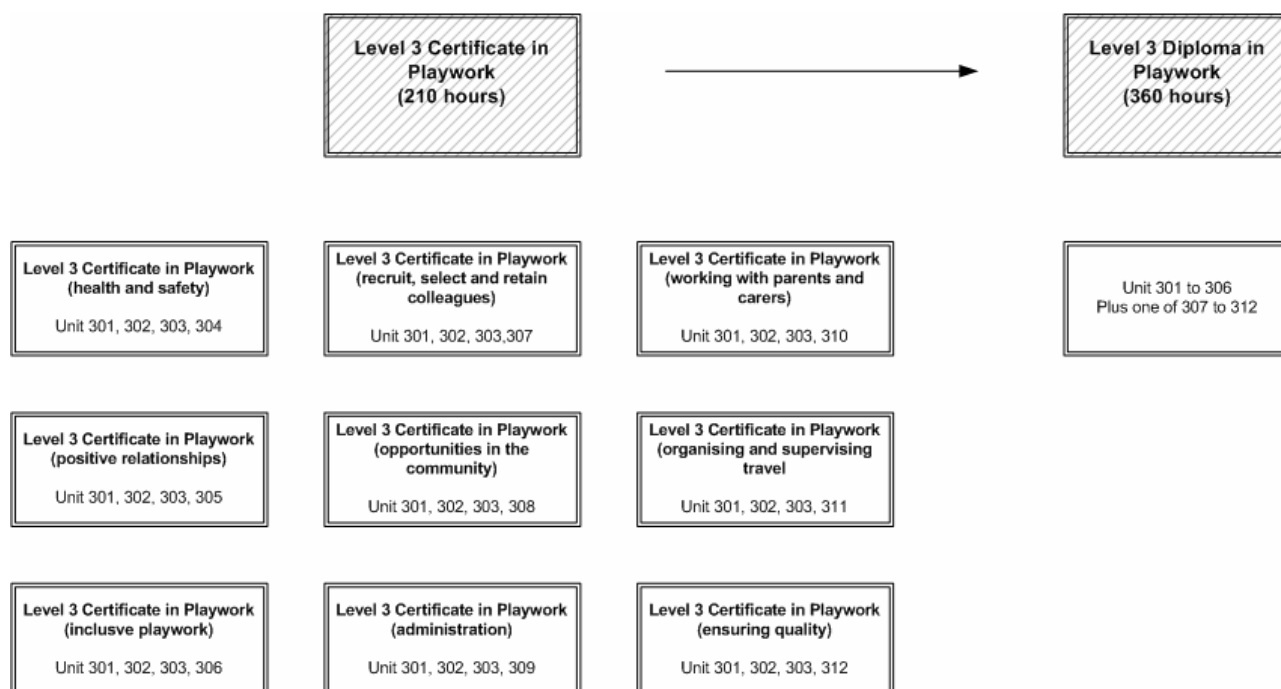 Level 3 Certificate in
Playwork
(210 hours)
Level 3 Diploma in
Playwork
(360 hours)
Level 3 Certificate in Playwork
(health and safety)
Unit 301, 302, 303, 304
Level 3 Certificate in Playwork
(recruit, select and retain
colleagues)
Unit 301, 302, 303,307
Level 3 Certificate in Playwork
(working with parents and
carers)
Unit 301, 302, 303, 310
Unit 301 to 306
Plus one of 307 to 312
Level 3 Certificate in Playwork
(positive relationships)
Unit 301, 302, 303, 305
Level 3 Certificate in Playwork
(opportunities in the
community)
Unit 301, 302, 303, 308
Level 3 Certificate in Playwork
(organising and supervising
travel
Unit 301, 302, 303, 311
Level 3 Certificate in Playwork
(inclusve playwork)
Unit 301, 302, 303, 306
Level 3 Certificate in Playwork
(administration)
Unit 301, 302, 303, 309
Level 3 Certificate in Playwork
(ensuring quality)
Unit 301, 302, 303, 312